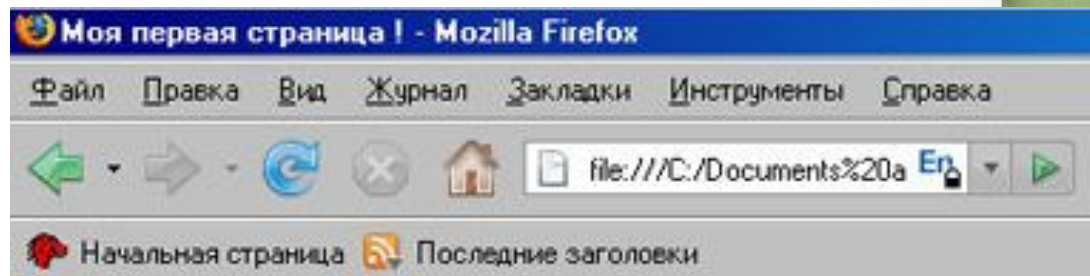 Моя первая страница ! - Mozilla Firefox
Файл Правка Вид Журнал Закладки Инструменты Справка
file:///C:/Documents%20a En
Начальная страница Последние заголовки